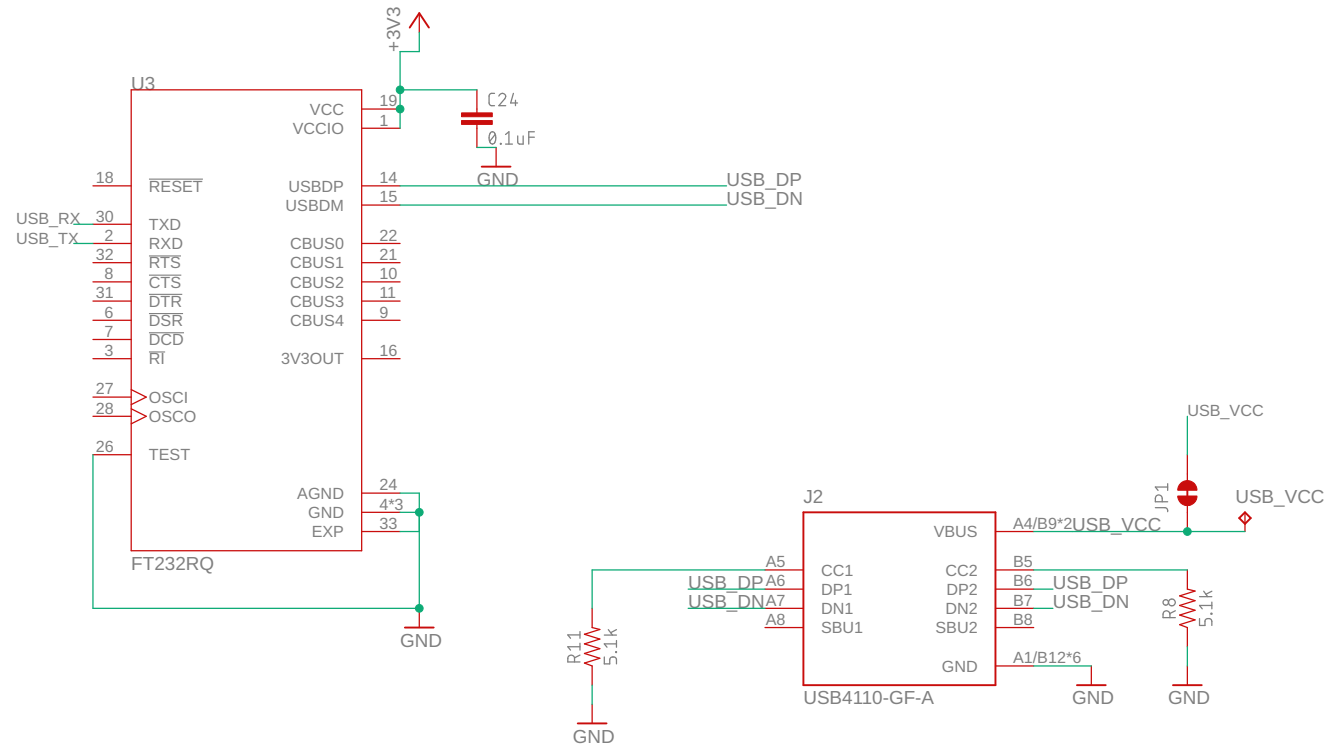 +3V3
U3
VCC 19
VCCIO 1
C24
0.1uF
GND
18 RESET
USBDP 14 USB_DP
USBDM 15 USB_DN
USB_RX 30 TXD
USB_TX 2 RXD
CBUS0 22
32 RTS
CBUS1 21
8 CTS
CBUS2 10
31 DTR
CBUS3 11
6 DSR
CBUS4 9
7 DCD
3 RI
3V3OUT 16
27 OSCI
28 OSCO
26 TEST
AGND 24
GND 4*3
EXP 33
FT232RQ
GND
USB_VCC
JP1
USB_VCC
J2
VBUS A4/B9*2 USB_VCC
A5 CC1
CC2 B5
USB_DP A6 DP1
DP2 B6 USB_DP
USB_DN A7 DN1
DN2 B7 USB_DN
A8 SBU1
SBU2 B8
R8
5.1k
R11
5.1k
GND A1/B12*6
USB4110-GF-A
GND
GND
GND